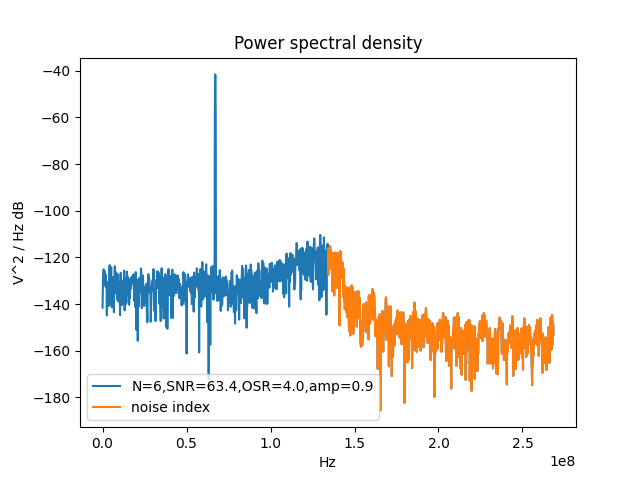 Power spectral density
V^2 / Hz dB
−40
−60
−80
−100
−120
−140
−160
−180
N=6,SNR=63.4,OSR=4.0,amp=0.9
noise index
0.0 0.5 1.0 1.5 2.0 2.5
1e8
Hz